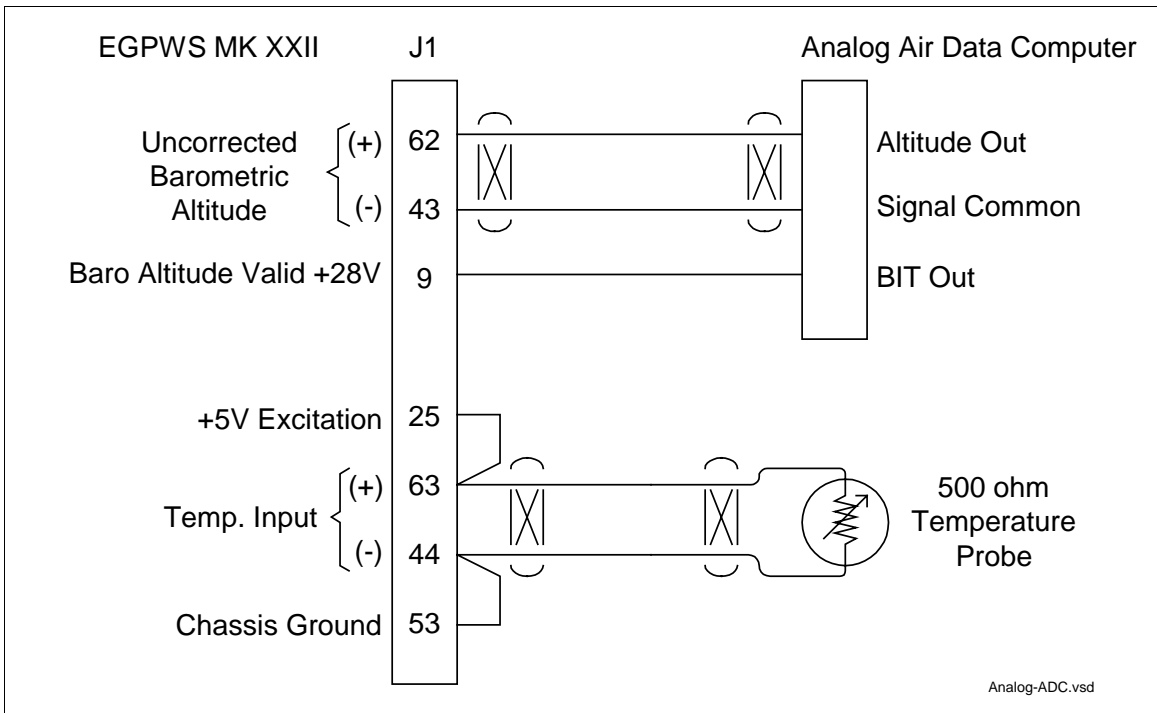 EGPWS MK XXII
J1
Analog Air Data Computer
Uncorrected
Barometric
Altitude
(+)
62
Altitude Out
(-)
43
Signal Common
Baro Altitude Valid +28V
9
BIT Out
+5V Excitation
25
Temp. Input
(+)
63
(-)
44
500 ohm
Temperature
Probe
Chassis Ground
53
Analog-ADC.vsd